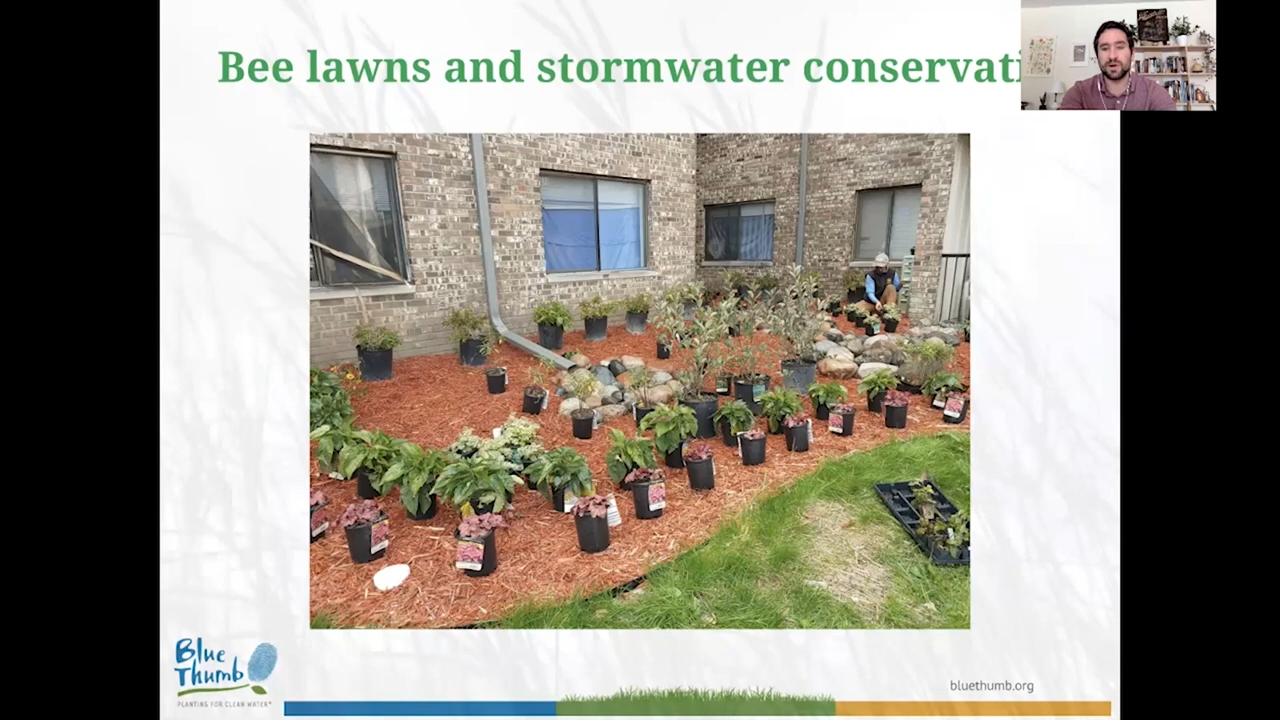 Bee lawns and stormwater conservati
Blue
Thumb
PLANTING FOR CLEAN WATER
bluethumb.org